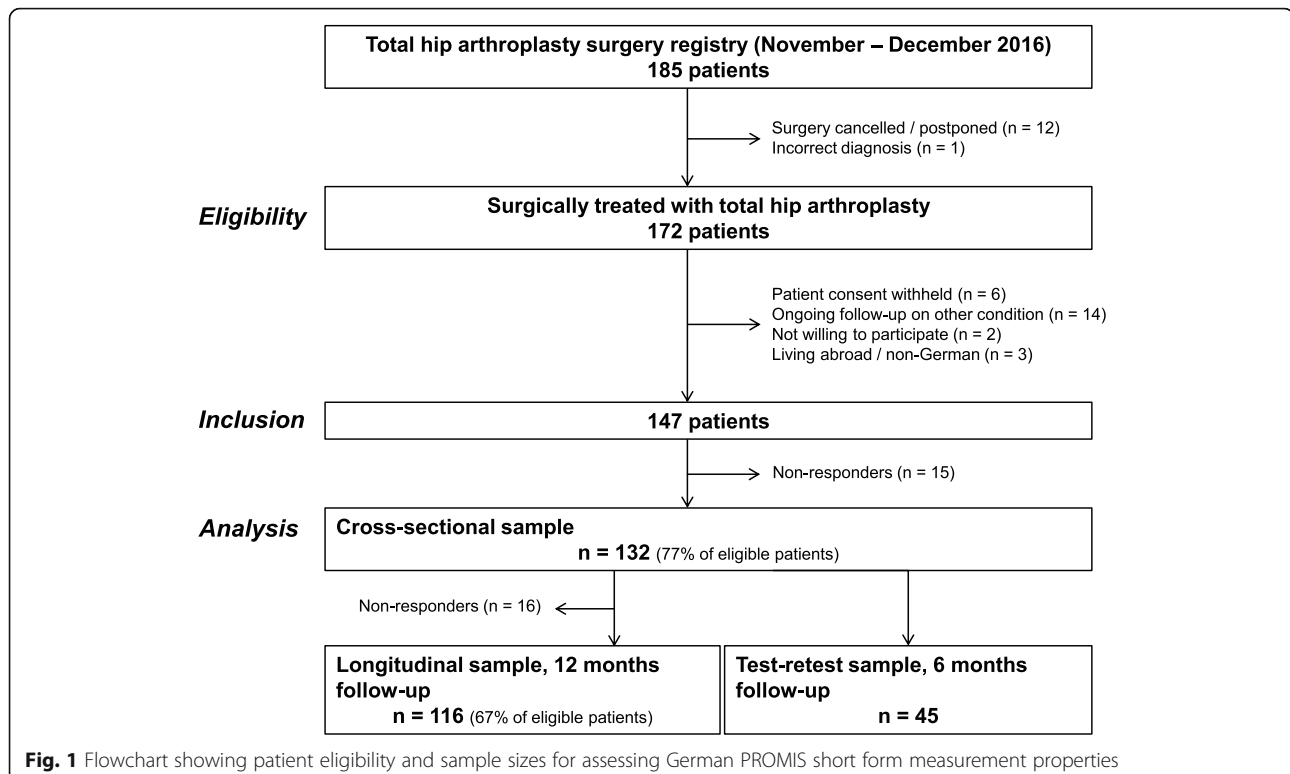 Total hip arthroplasty surgery registry (November – December 2016)
185 patients
Surgery cancelled / postponed (n = 12)
Incorrect diagnosis (n = 1)
Eligibility
Surgically treated with total hip arthroplasty
172 patients
Patient consent withheld (n = 6)
Ongoing follow-up on other condition (n = 14)
Not willing to participate (n = 2)
Living abroad / non-German (n = 3)
Inclusion
147 patients
Non-responders (n = 15)
Analysis
Cross-sectional sample
n = 132 (77% of eligible patients)
Non-responders (n = 16)
Longitudinal sample, 12 months
follow-up
n = 116 (67% of eligible patients)
Test-retest sample, 6 months
follow-up
n = 45
Fig. 1 Flowchart showing patient eligibility and sample sizes for assessing German PROMIS short form measurement properties